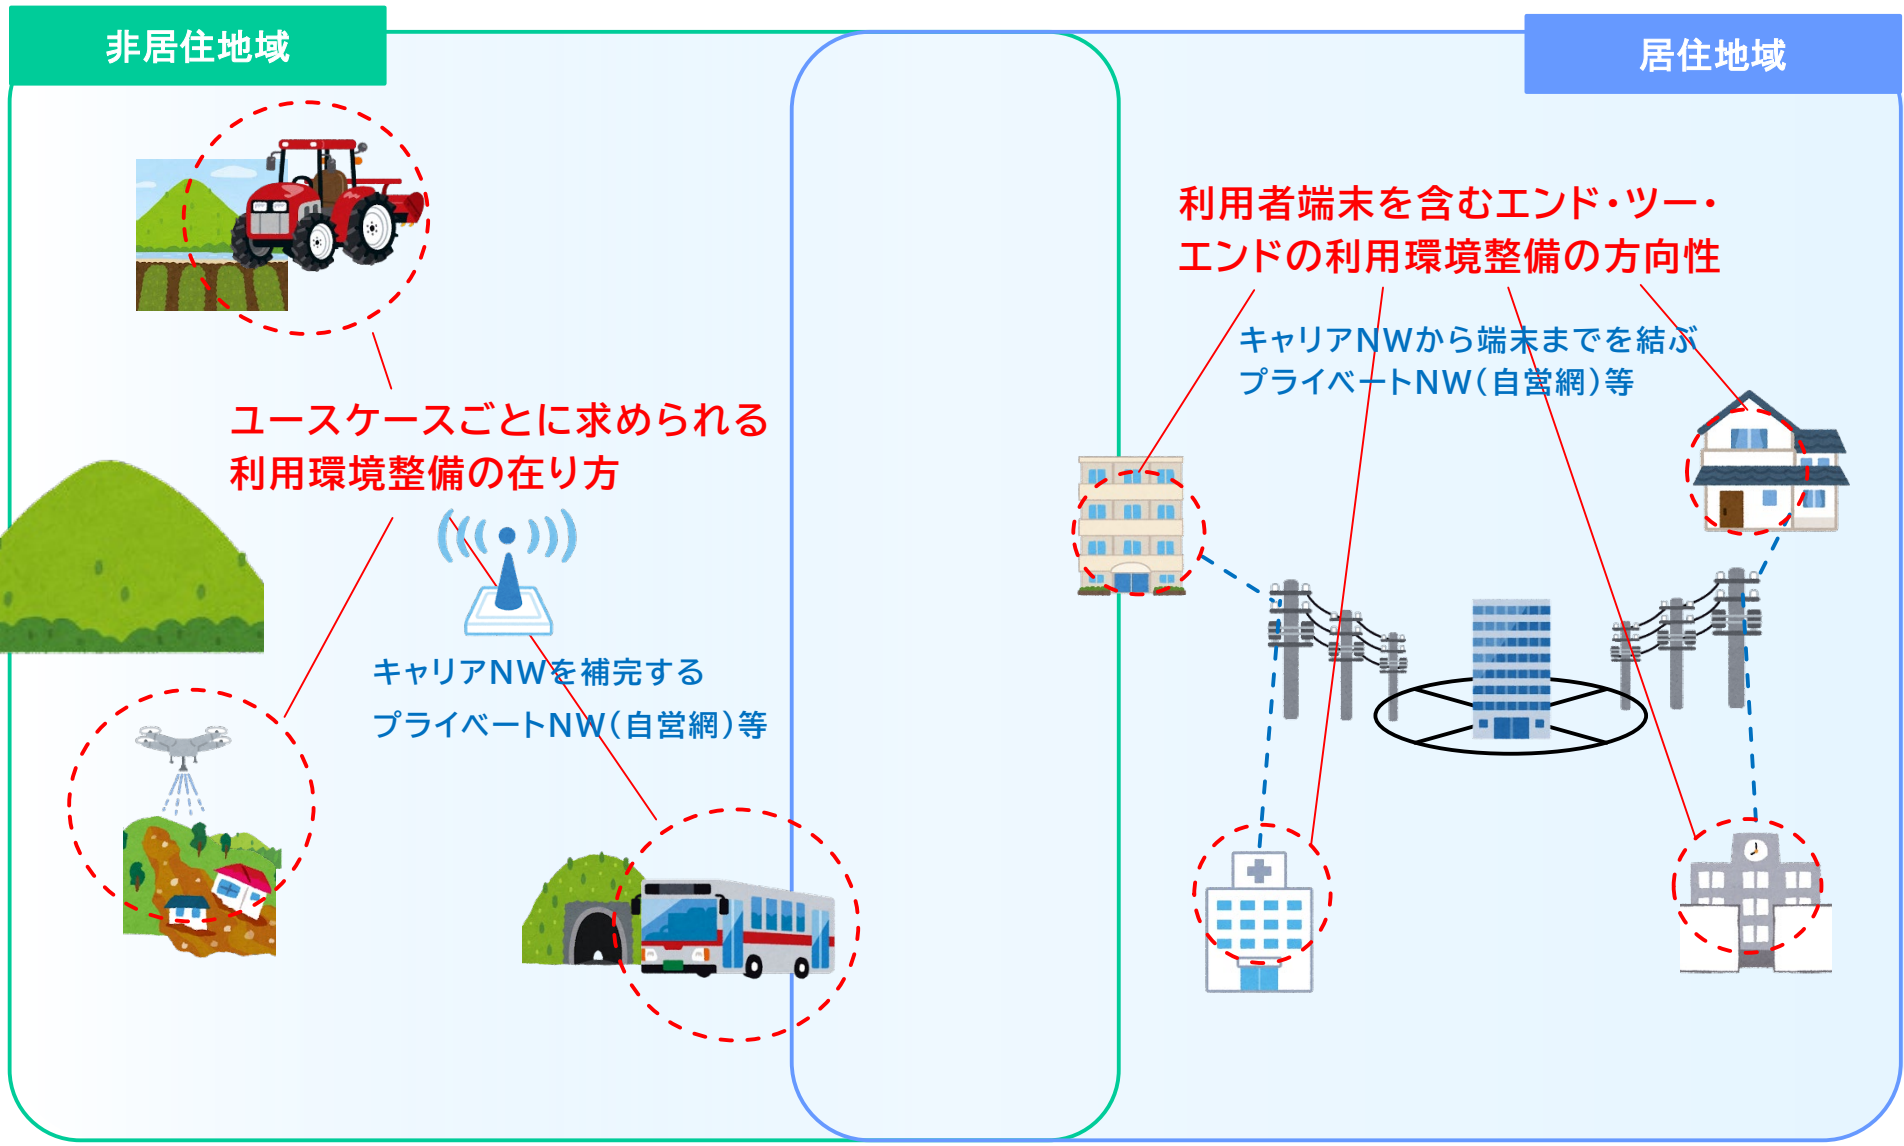 非居住地域
居住地域
利用者端末を含むエンド・ツー・
エンドの利用環境整備の方向性
キャリアNWから端末までを結ぶ
プライベートNW(自営網)等
ユースケースごとに求められる
利用環境整備の在り方
キャリアNWを補完する
プライベートNW(自営網)等